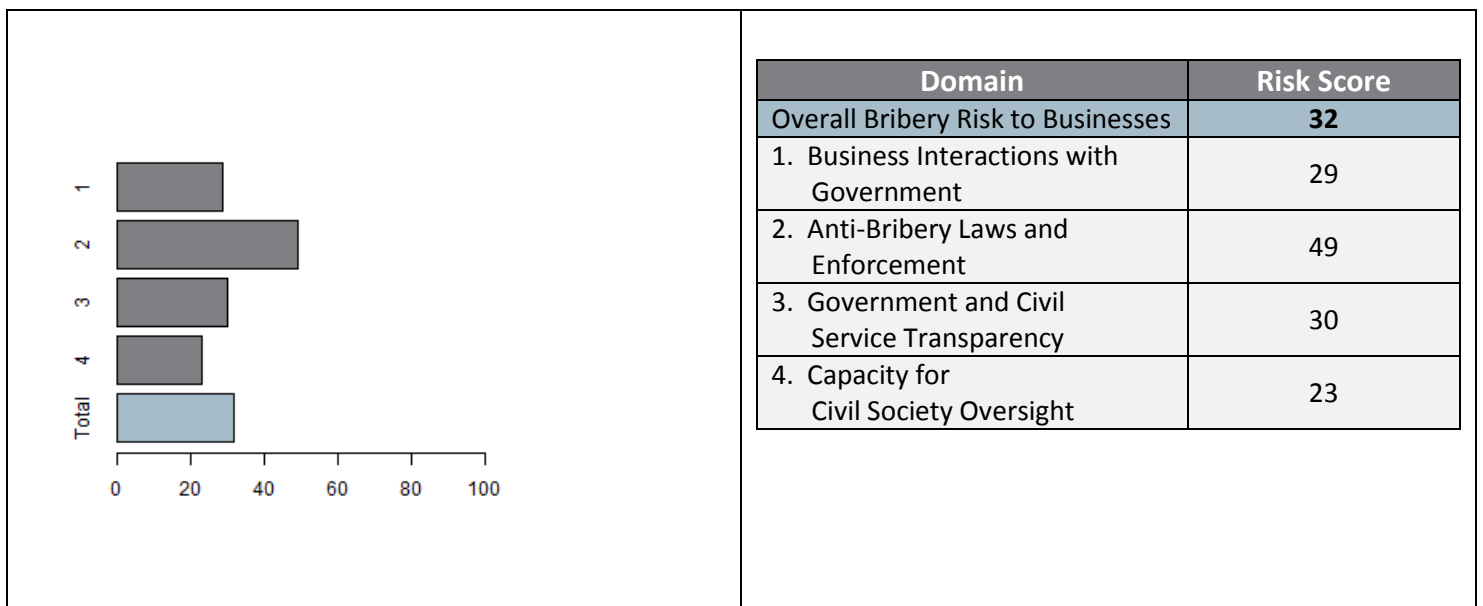 1
2
3
4
Total
0 20 40 60 80 100
Domain Risk Score
Overall Bribery Risk to Businesses 32
1. Business Interactions with
Government
29
2. Anti-Bribery Laws and
Enforcement
49
3. Government and Civil
Service Transparency
30
4. Capacity for
Civil Society Oversight
23